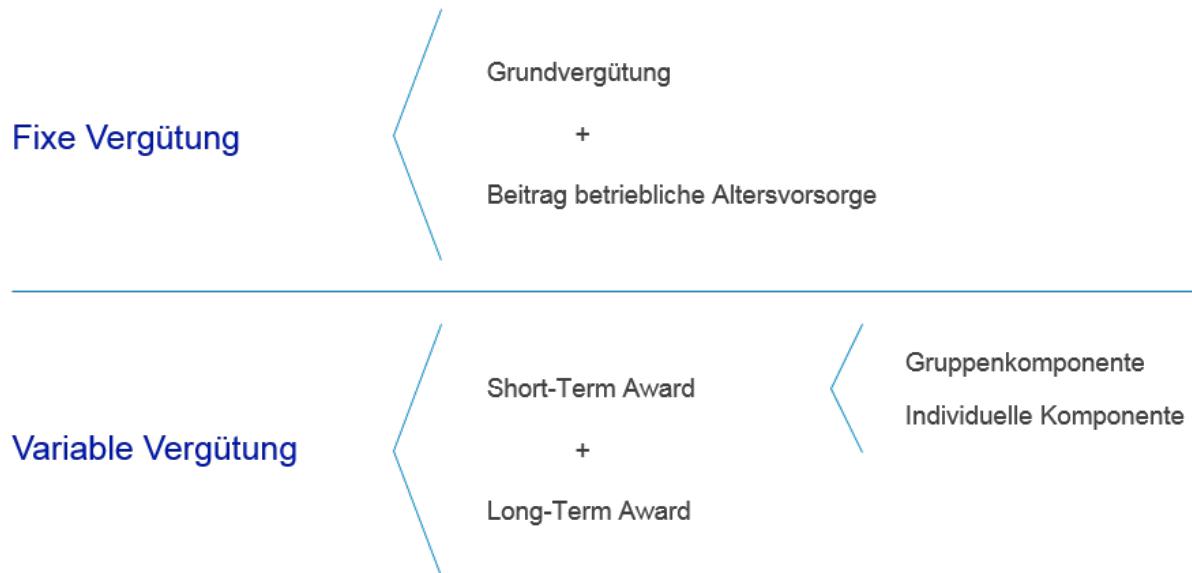 Fixe Vergütung
Grundvergütung
+
Beitrag betriebliche Altersvorsorge
Variable Vergütung
Short-Term Award
+
Long-Term Award
Gruppenkomponente
Individuelle Komponente